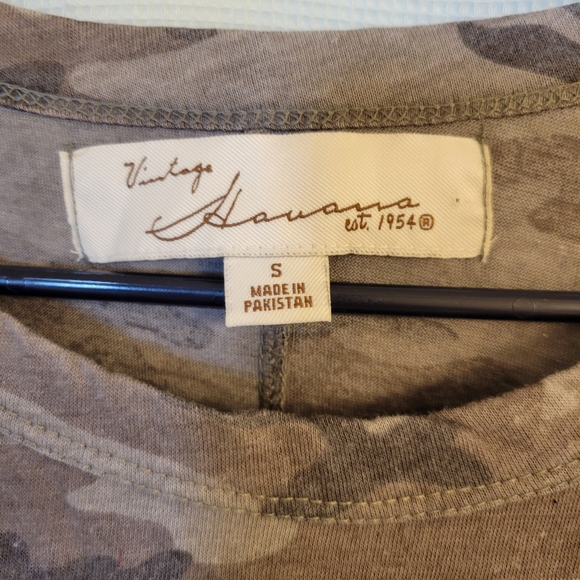 Vintage
Havana
est. 1954®
S
MADE IN
PAKISTAN